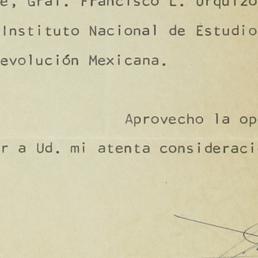 Gral. Francisco L. Urquizo
Instituto Nacional de Estudio
evolución Mexicana.
Aprovecho la op
r a Ud. mi atenta consideraci